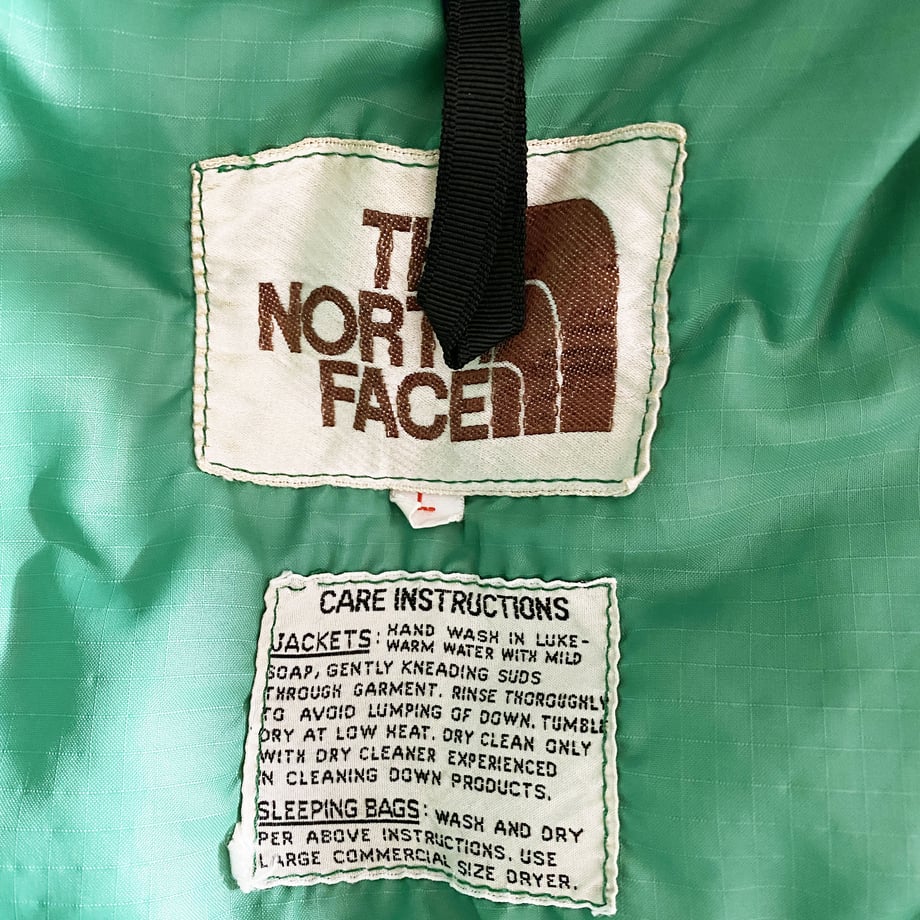 TH
NORTH
FACE
L
CARE INSTRUCTIONS
JACKETS: HAND WASH IN LUKE-
WARM WATER WITH MILD
SOAP, GENTLY KNEADING SUDS
THROUGH GARMENT. RINSE THOROUGHLY
TO AVOID LUMPING OF DOWN. TUMBLE
DRY AT LOW HEAT. DRY CLEAN ONLY
WITH DRY CLEANER EXPERIENCED
IN CLEANING DOWN PRODUCTS.
SLEEPING BAGS: WASH AND DRY
PER ABOVE INSTRUCTIONS. USE
LARGE COMMERCIAL SIZE DRYER.